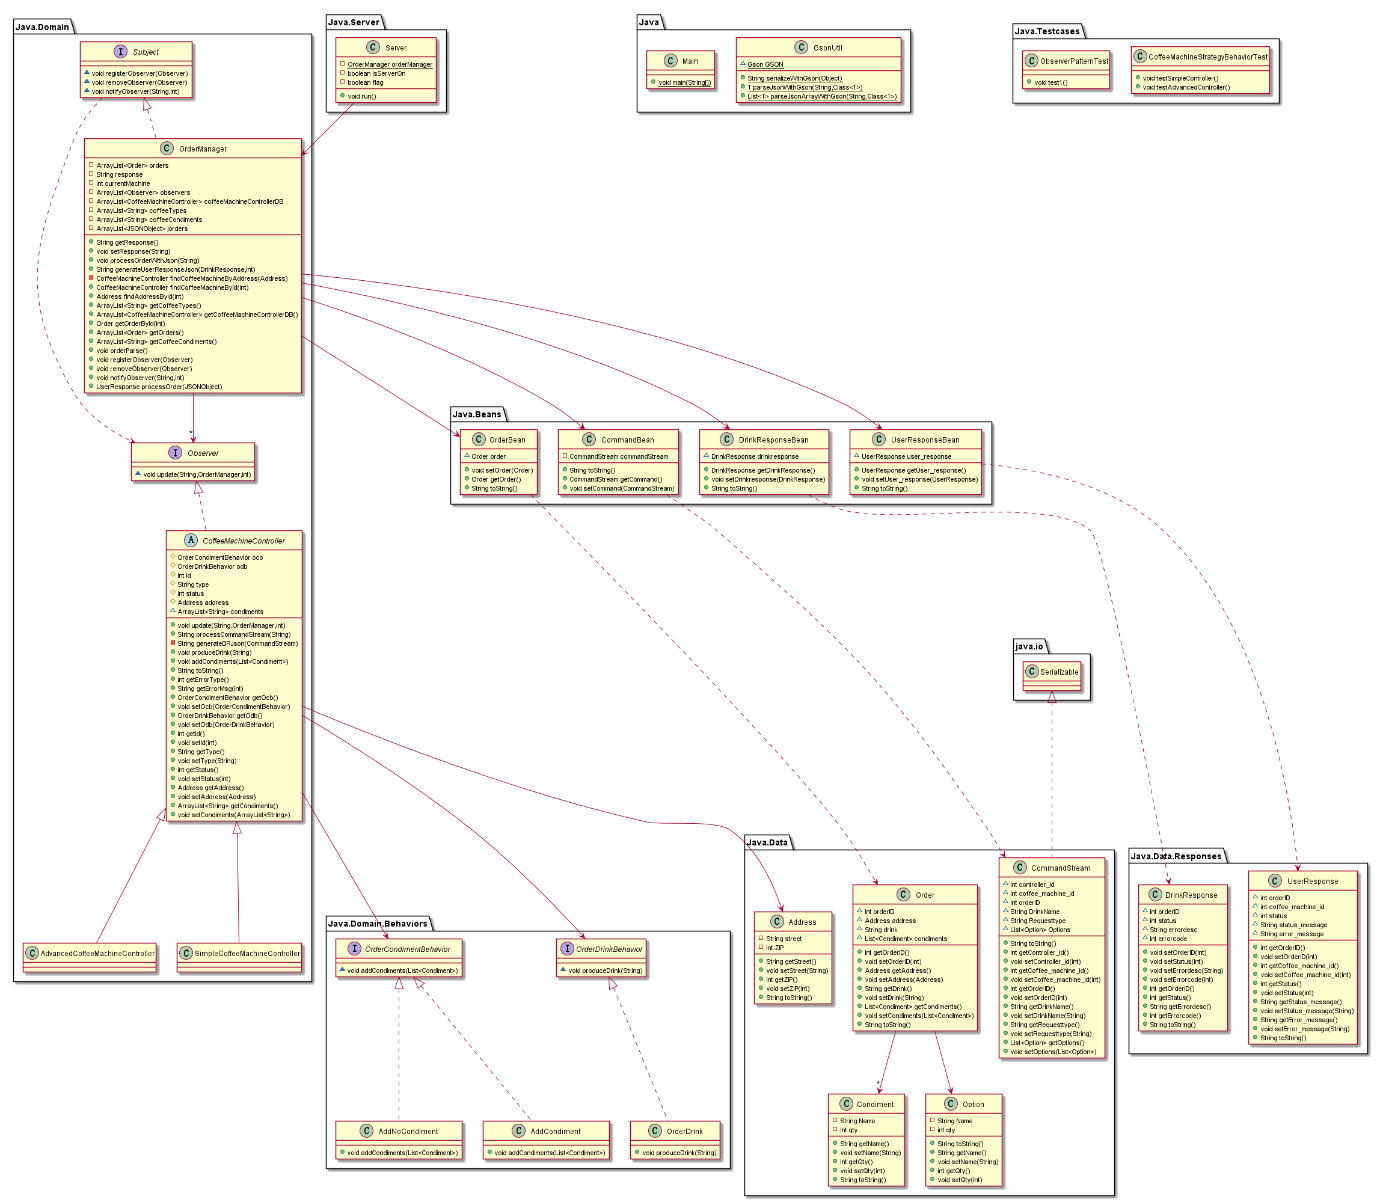 Java.Domain
I Subject
void registerObserver(Observer)
void removeObserver(Observer)
void notifyObserver(String,int)
C OrderManager
ArrayList<Order> orders
String response
int currentMachine
ArrayList<Observer> observers
ArrayList<CoffeeMachineController> coffeeMachineControllerDB
ArrayList<String> coffeeTypes
ArrayList<String> coffeeCondiments
ArrayList<JSONObject> jorders
String getResponse()
void setResponse(String)
void processOrderWithJson(String)
String generateUserResponseJson(DrinkResponse,int)
CoffeeMachineController findCoffeeMachineByAddress(Address)
CoffeeMachineController findCoffeeMachineById(int)
Address findAddressById(int)
ArrayList<String> getCoffeeTypes()
ArrayList<CoffeeMachineController> getCoffeeMachineControllerDB()
Order getOrderById(int)
ArrayList<Order> getOrders()
ArrayList<String> getCoffeeCondiments()
void orderParse()
void registerObserver(Observer)
void removeObserver(Observer)
void notifyObserver(String,int)
UserResponse processOrder(JSONObject)
*
I Observer
void update(String,OrderManager,int)
A CoffeeMachineController
OrderCondimentBehavior ocb
OrderDrinkBehavior odb
int id
String type
int status
Address address
ArrayList<String> condiments
void update(String,OrderManager,int)
String processCommandStream(String)
String generateDRJson(CommandStream)
void produceDrink(String)
void addCondiments(List<Condiment>)
String toString()
int getErrorType()
String getErrorMsg(int)
OrderCondimentBehavior getOcb()
void setOcb(OrderCondimentBehavior)
OrderDrinkBehavior getOdb()
void setOdb(OrderDrinkBehavior)
int getId()
void setId(int)
String getType()
void setType(String)
int getStatus()
void setStatus(int)
Address getAddress()
void setAddress(Address)
ArrayList<String> getCondiments()
void setCondiments(ArrayList<String>)
C AdvancedCoffeeMachineController
C SimpleCoffeeMachineController
Java.Server
C Server
OrderManager orderManager
boolean isServerOn
boolean flag
void run()
Java
C Main
void main(String[])
C GsonUtil
Gson GSON
String serializeWithGson(Object)
T parseJsonWithGson(String,Class<T>)
List<T> parseJsonArrayWithGson(String,Class<T>)
Java.Testcases
C ObserverPatternTest
void test1()
C CoffeeMachineStrategyBehaviorTest
void testSimpleController()
void testAdvancedController()
Java.Beans
C OrderBean
Order order
void setOrder(Order)
Order getOrder()
String toString()
C CommandBean
CommandStream commandStream
String toString()
CommandStream getCommand()
void setCommand(CommandStream)
C DrinkResponseBean
DrinkResponse drinkresponse
DrinkResponse getDrinkResponse()
void setDrinkresponse(DrinkResponse)
String toString()
C UserResponseBean
UserResponse user_response
UserResponse getUser_response()
void setUser_response(UserResponse)
String toString()
java.io
C Serializable
Java.Domain.Behaviors
I OrderCondimentBehavior
void addCondiments(List<Condiment>)
I OrderDrinkBehavior
void produceDrink(String)
C AddNoCondiment
void addCondiments(List<Condiment>)
C AddCondiment
void addCondiments(List<Condiment>)
C OrderDrink
void produceDrink(String)
Java.Data
C Address
String street
int ZIP
String getStreet()
void setStreet(String)
int getZIP()
void setZIP(int)
String toString()
C Order
int orderID
Address address
String drink
List<Condiment> condiments
int getOrderID()
void setOrderID(int)
Address getAddress()
void setAddress(Address)
String getDrink()
void setDrink(String)
List<Condiment> getCondiments()
void setCondiments(List<Condiment>)
String toString()
C CommandStream
int controller_id
int coffee_machine_id
int orderID
String DrinkName
String Requesttype
List<Option> Options
String toString()
int getController_id()
void setController_id(int)
int getCoffee_machine_id()
void setCoffee_machine_id(int)
int getOrderID()
void setOrderID(int)
String getDrinkName()
void setDrinkName(String)
String getRequesttype()
void setRequesttype(String)
List<Option> getOptions()
void setOptions(List<Option>)
*
C Condiment
String Name
int qty
String getName()
void setName(String)
int getQty()
void setQty(int)
String toString()
C Option
String Name
int qty
String toString()
String getName()
void setName(String)
int getQty()
void setQty(int)
Java.Data.Responses
C DrinkResponse
int orderID
int status
String errordesc
int errorcode
void setOrderID(int)
void setStatus(int)
void setErrordesc(String)
void setErrorcode(int)
int getOrderID()
int getStatus()
String getErrordesc()
int getErrorcode()
String toString()
C UserResponse
int orderID
int coffee_machine_id
int status
String status_message
String error_message
int getOrderID()
void setOrderID(int)
int getCoffee_machine_id()
void setCoffee_machine_id(int)
int getStatus()
void setStatus(int)
String getStatus_message()
void setStatus_message(String)
String getError_message()
void setError_message(String)
String toString()